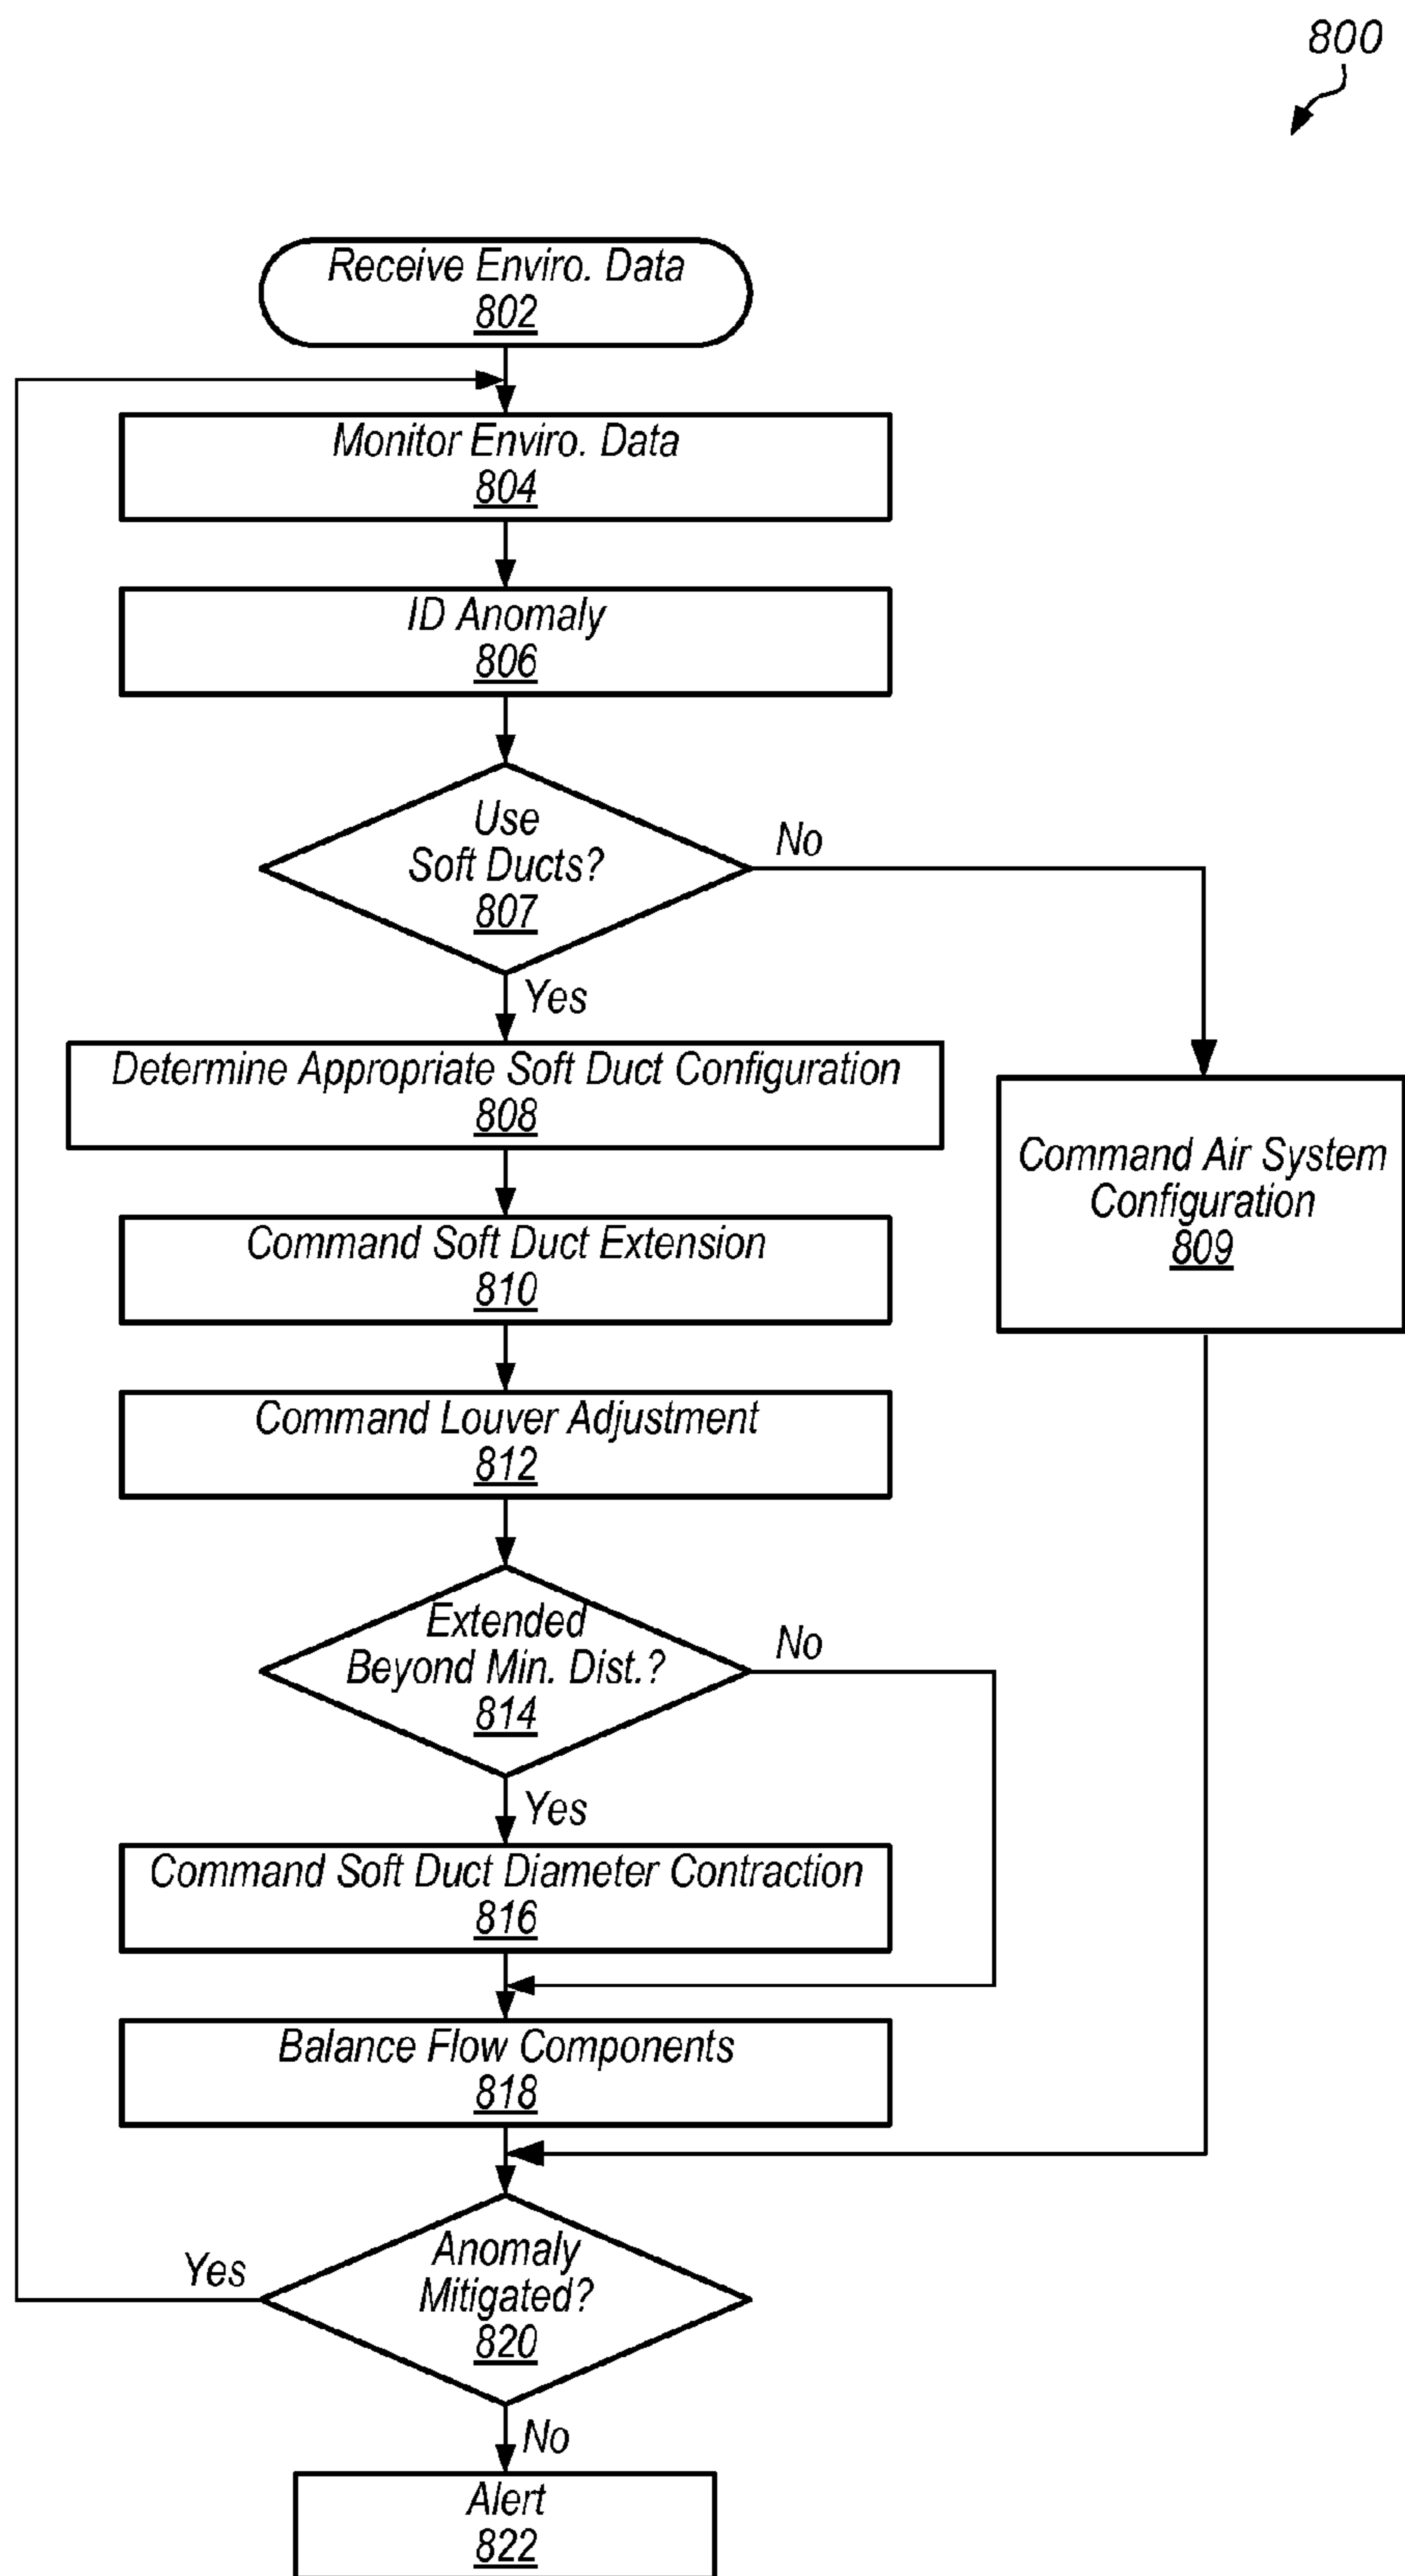 800
Receive Enviro. Data
802
Monitor Enviro. Data
804
ID Anomaly
806
Use
Soft Ducts?
807
No
Yes
Determine Appropriate Soft Duct Configuration
808
Command Air System
Configuration
809
Command Soft Duct Extension
810
Command Louver Adjustment
812
Extended
Beyond Min. Dist.?
814
No
Yes
Command Soft Duct Diameter Contraction
816
Balance Flow Components
818
Anomaly
Mitigated?
820
Yes
No
Alert
822